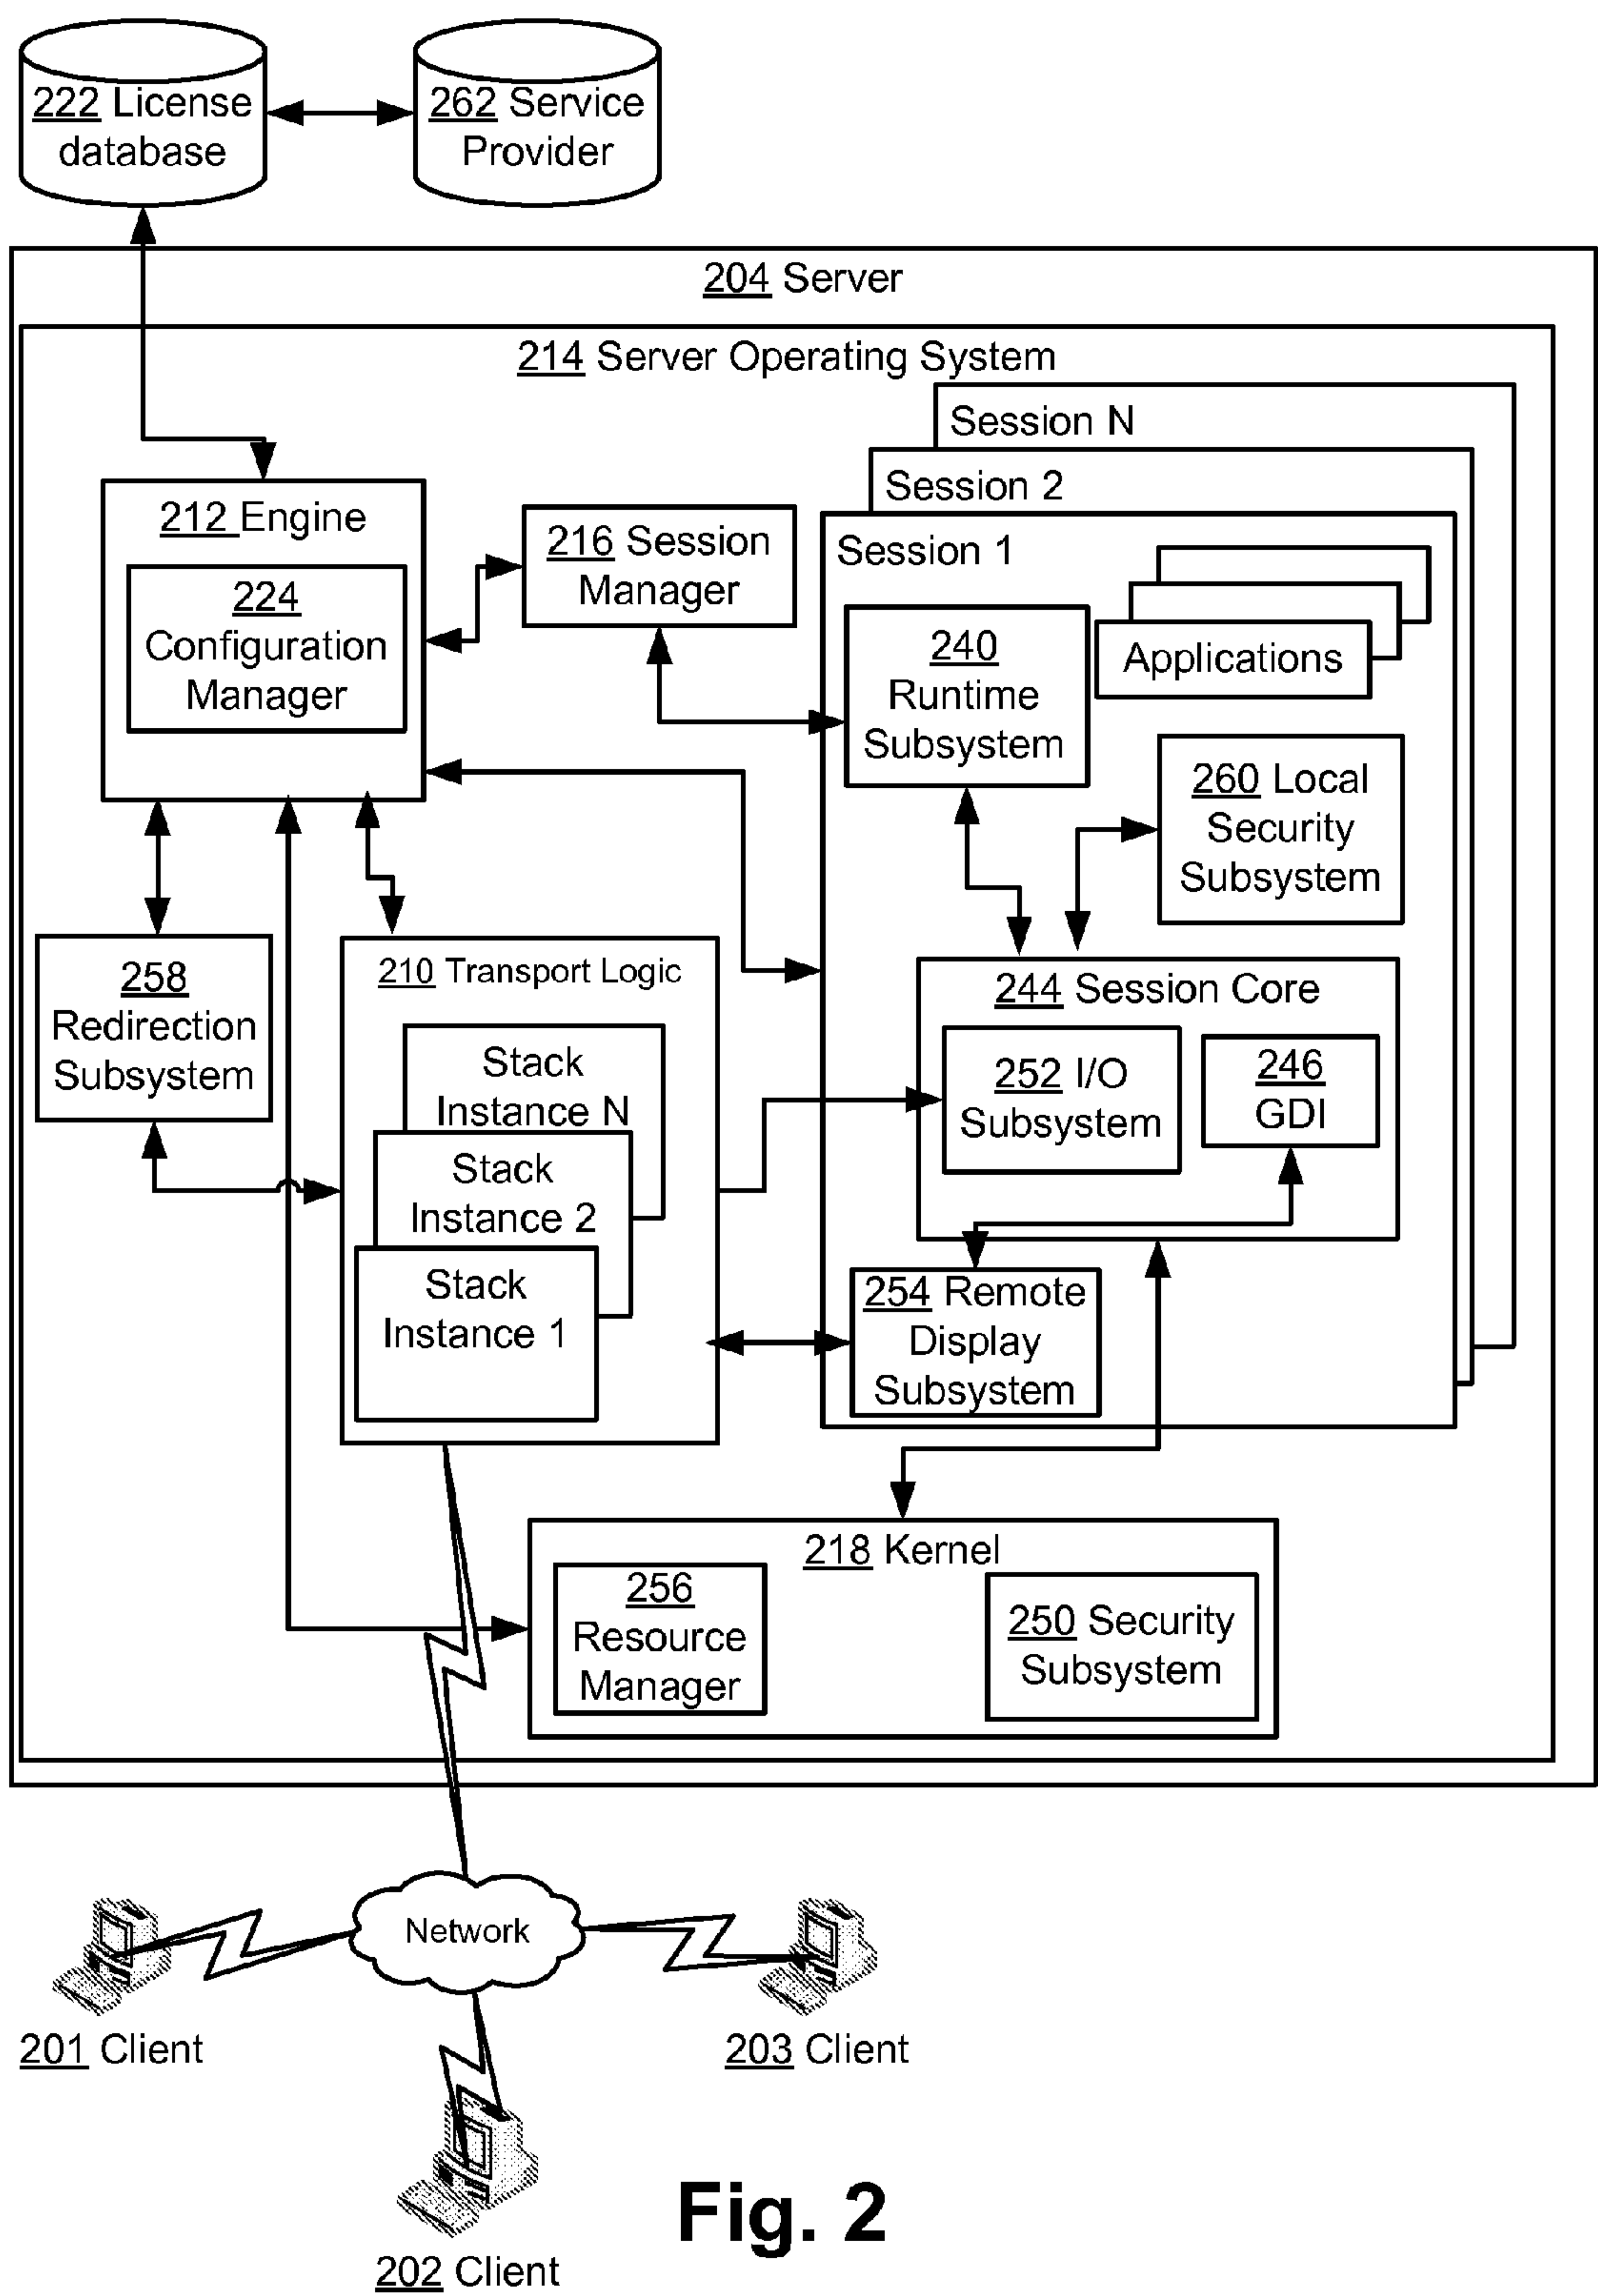 222 License
database
262 Service
Provider
204 Server
214 Server Operating System
Session N
Session 2
Session 1
212 Engine
224
Configuration
Manager
216 Session
Manager
240
Runtime
Subsystem
Applications
260 Local
Security
Subsystem
258
Redirection
Subsystem
210 Transport Logic
Stack
Instance N
Stack
Instance 2
Stack
Instance 1
244 Session Core
252 I/O
Subsystem
246
GDI
254 Remote
Display
Subsystem
218 Kernel
256
Resource
Manager
250 Security
Subsystem
Network
201 Client
203 Client
202 Client
Fig. 2